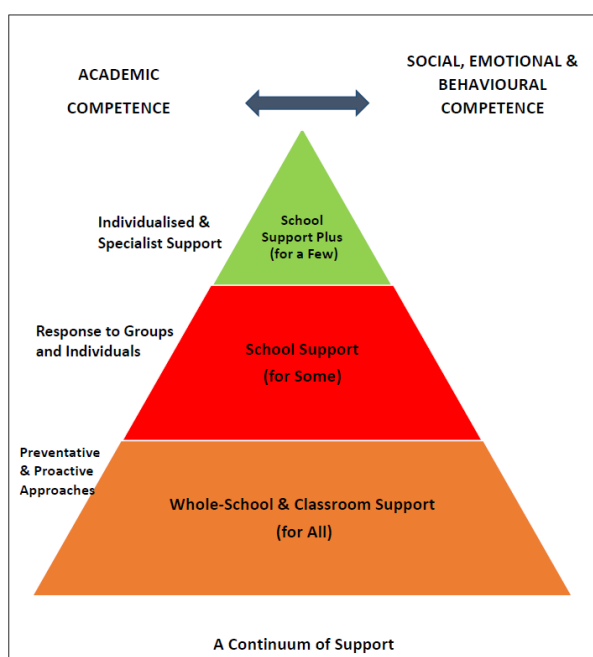 ACADEMIC
COMPETENCE
SOCIAL, EMOTIONAL &
BEHAVIOURAL
COMPETENCE
Individualised &
Specialist Support
School
Support Plus
(for a Few)
Response to Groups
and Individuals
School Support
(for Some)
Preventative
& Proactive
Approaches
Whole-School & Classroom Support
(for All)
A Continuum of Support